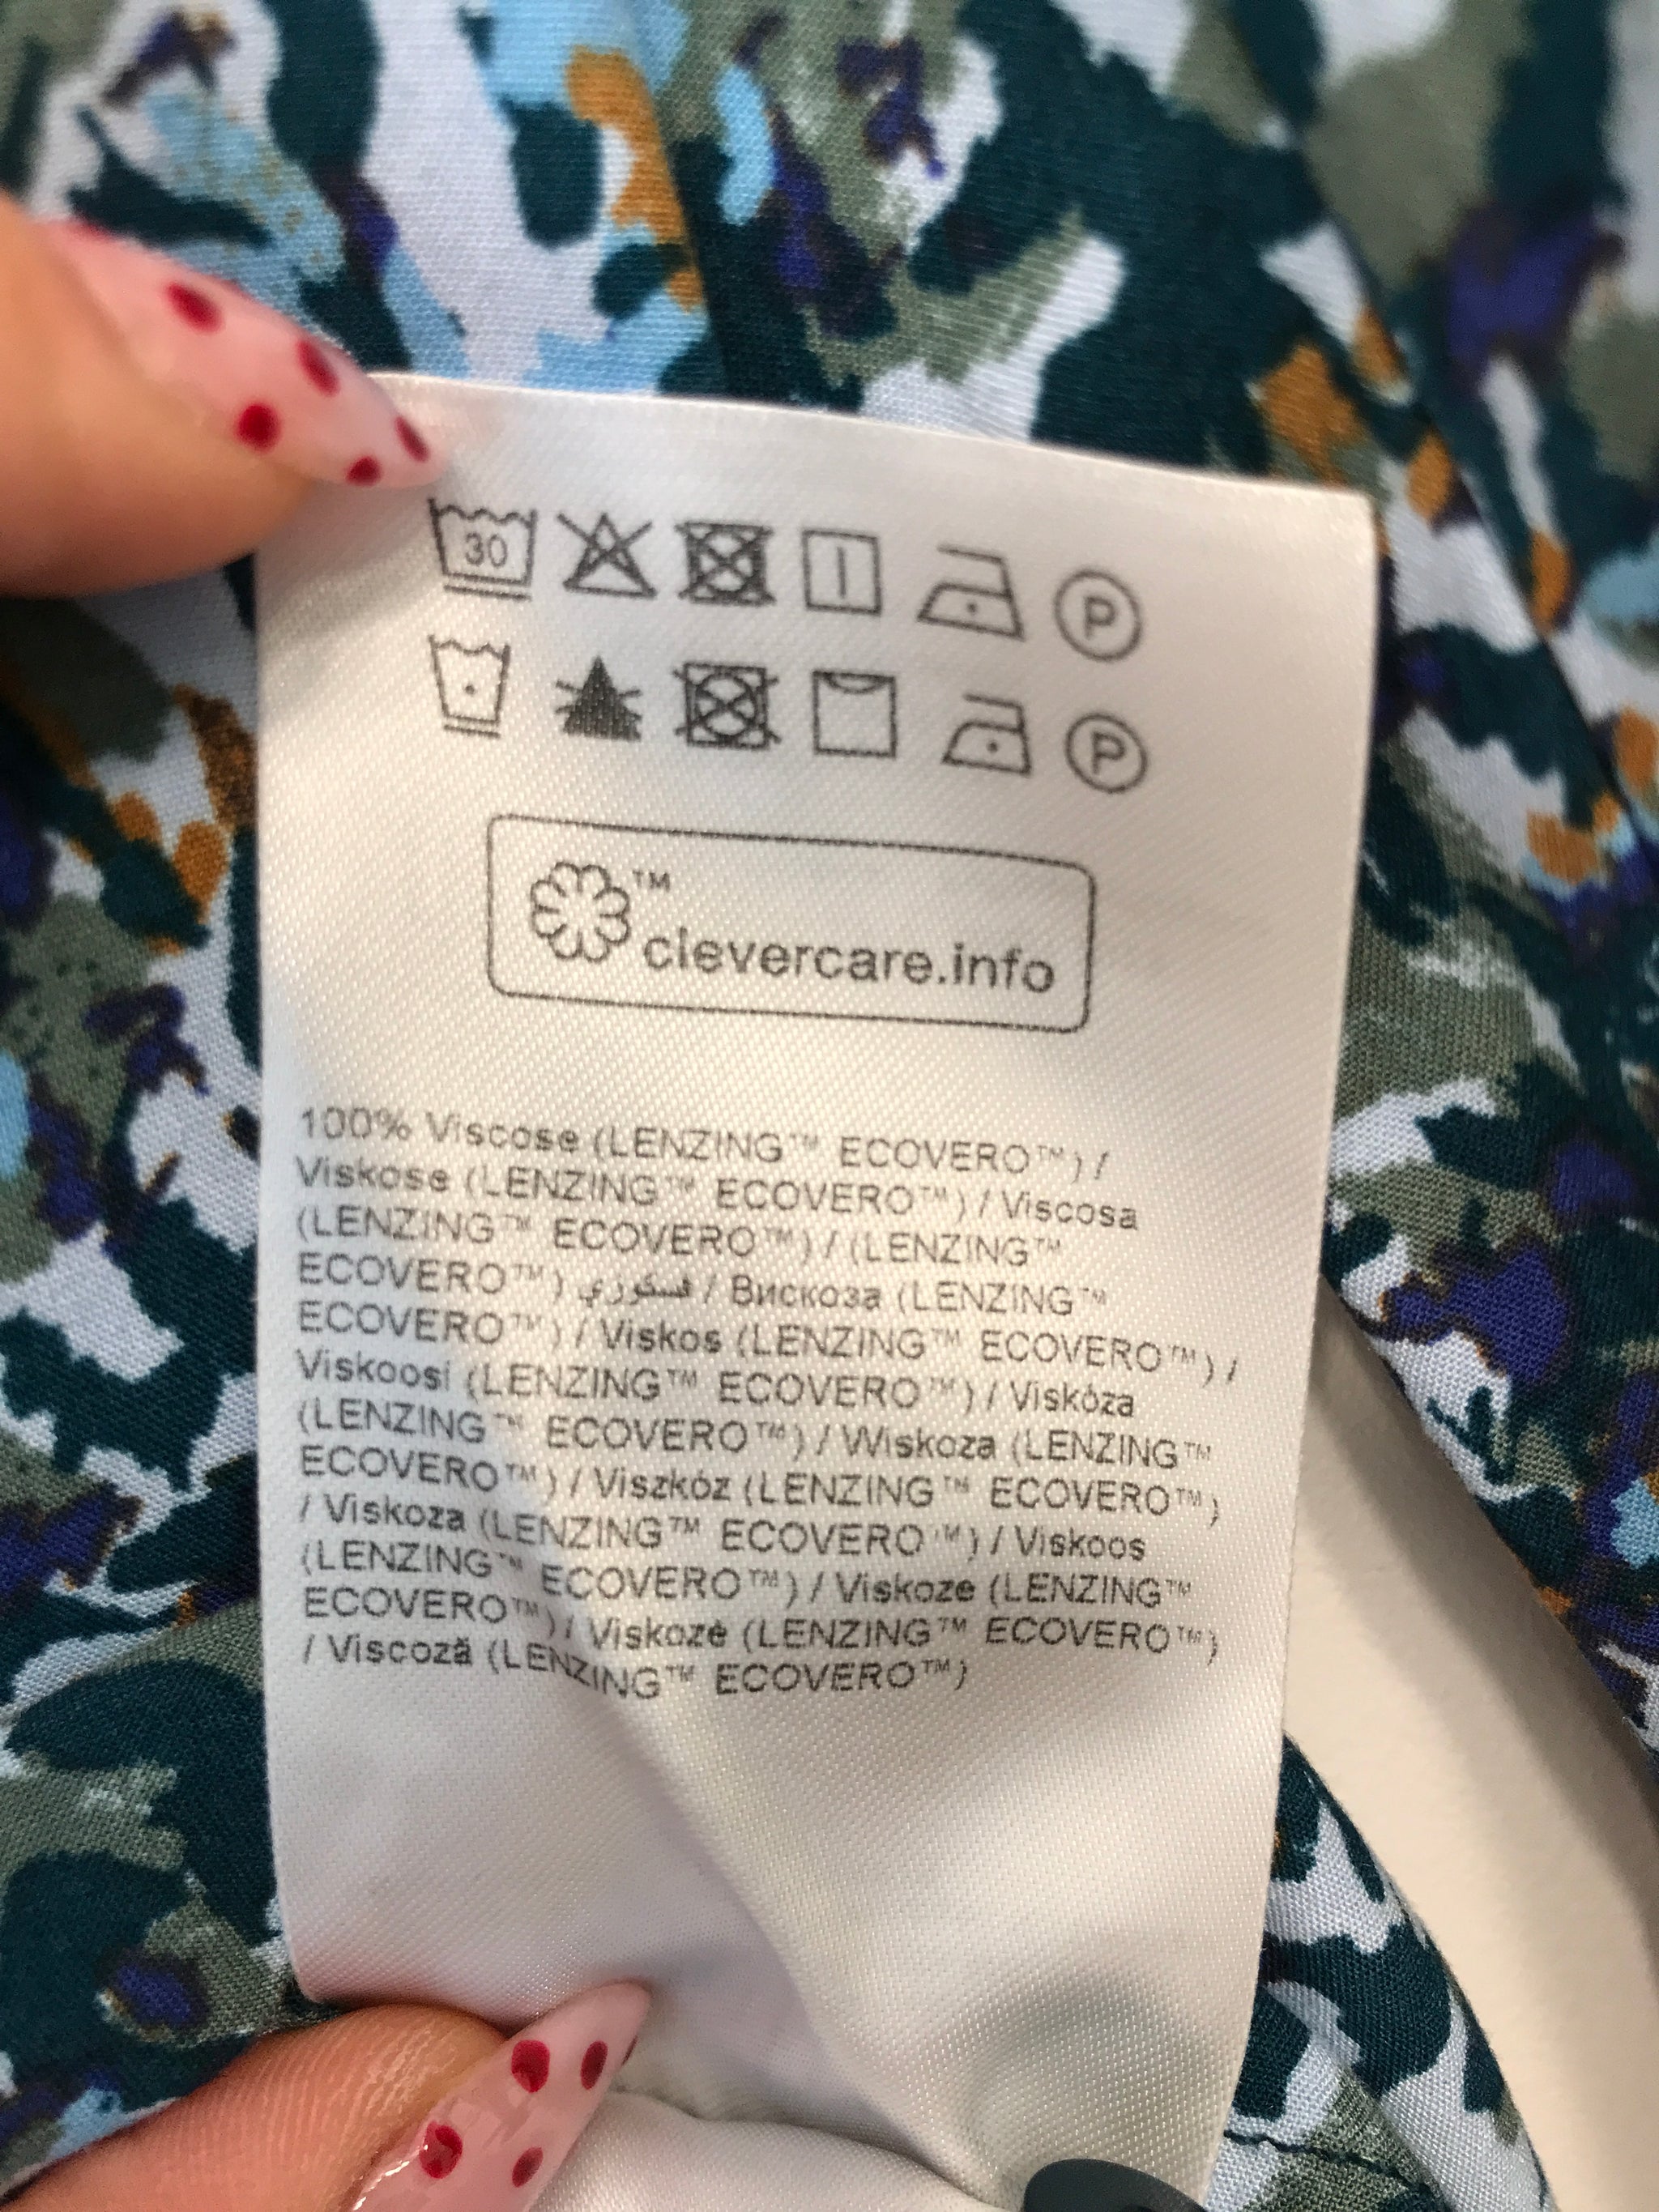 30
P
P
™
clevercare.info
100% Viscose (LENZING™ ECOVERO™) /
Viskose (LENZING™ ECOVERO™) / Viscosa
(LENZING™ ECOVERO™) / (LENZING™
ECOVERO™) فسكوزي / Вискоза (LENZING™
ECOVERO™) / Viskos (LENZING™ ECOVERO™) /
Viskoosi (LENZING™ ECOVERO™) / Viskóza
(LENZING™ ECOVERO™) / Wiskoza (LENZING™
ECOVERO™) / Viszkóz (LENZING™ ECOVERO™)
/ Viskoza (LENZING™ ECOVERO™) / Viskoos
(LENZING™ ECOVERO™) / Viskoze (LENZING™
ECOVERO™) / Viskozė (LENZING™ ECOVERO™)
/ Viscoză (LENZING™ ECOVERO™)